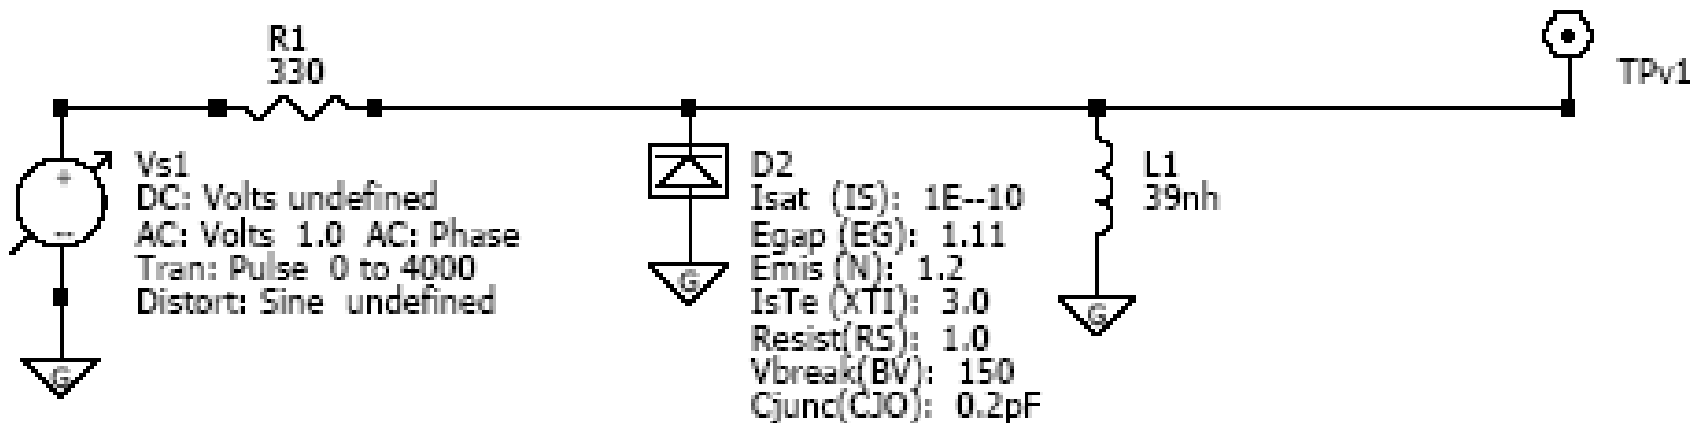 R1
330
TPv1
Vs1
DC: Volts undefined
AC: Volts 1.0 AC: Phase
Tran: Pulse 0 to 4000
Distort: Sine undefined
D2
Isat (IS): 1E--10
Egap (EG): 1.11
Emis (N): 1.2
IsTe (XTI): 3.0
Resist(RS): 1.0
Vbreak(BV): 150
Cjunc(CJO): 0.2pF
L1
39nh
G
G
G